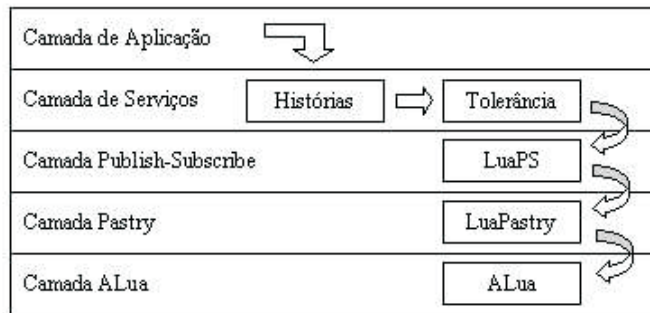 Camada de Aplicação
Camada de Serviços
Histórias
Tolerância
Camada Publish-Subscribe
LuaPS
Camada Pastry
LuaPastry
Camada ALua
ALua